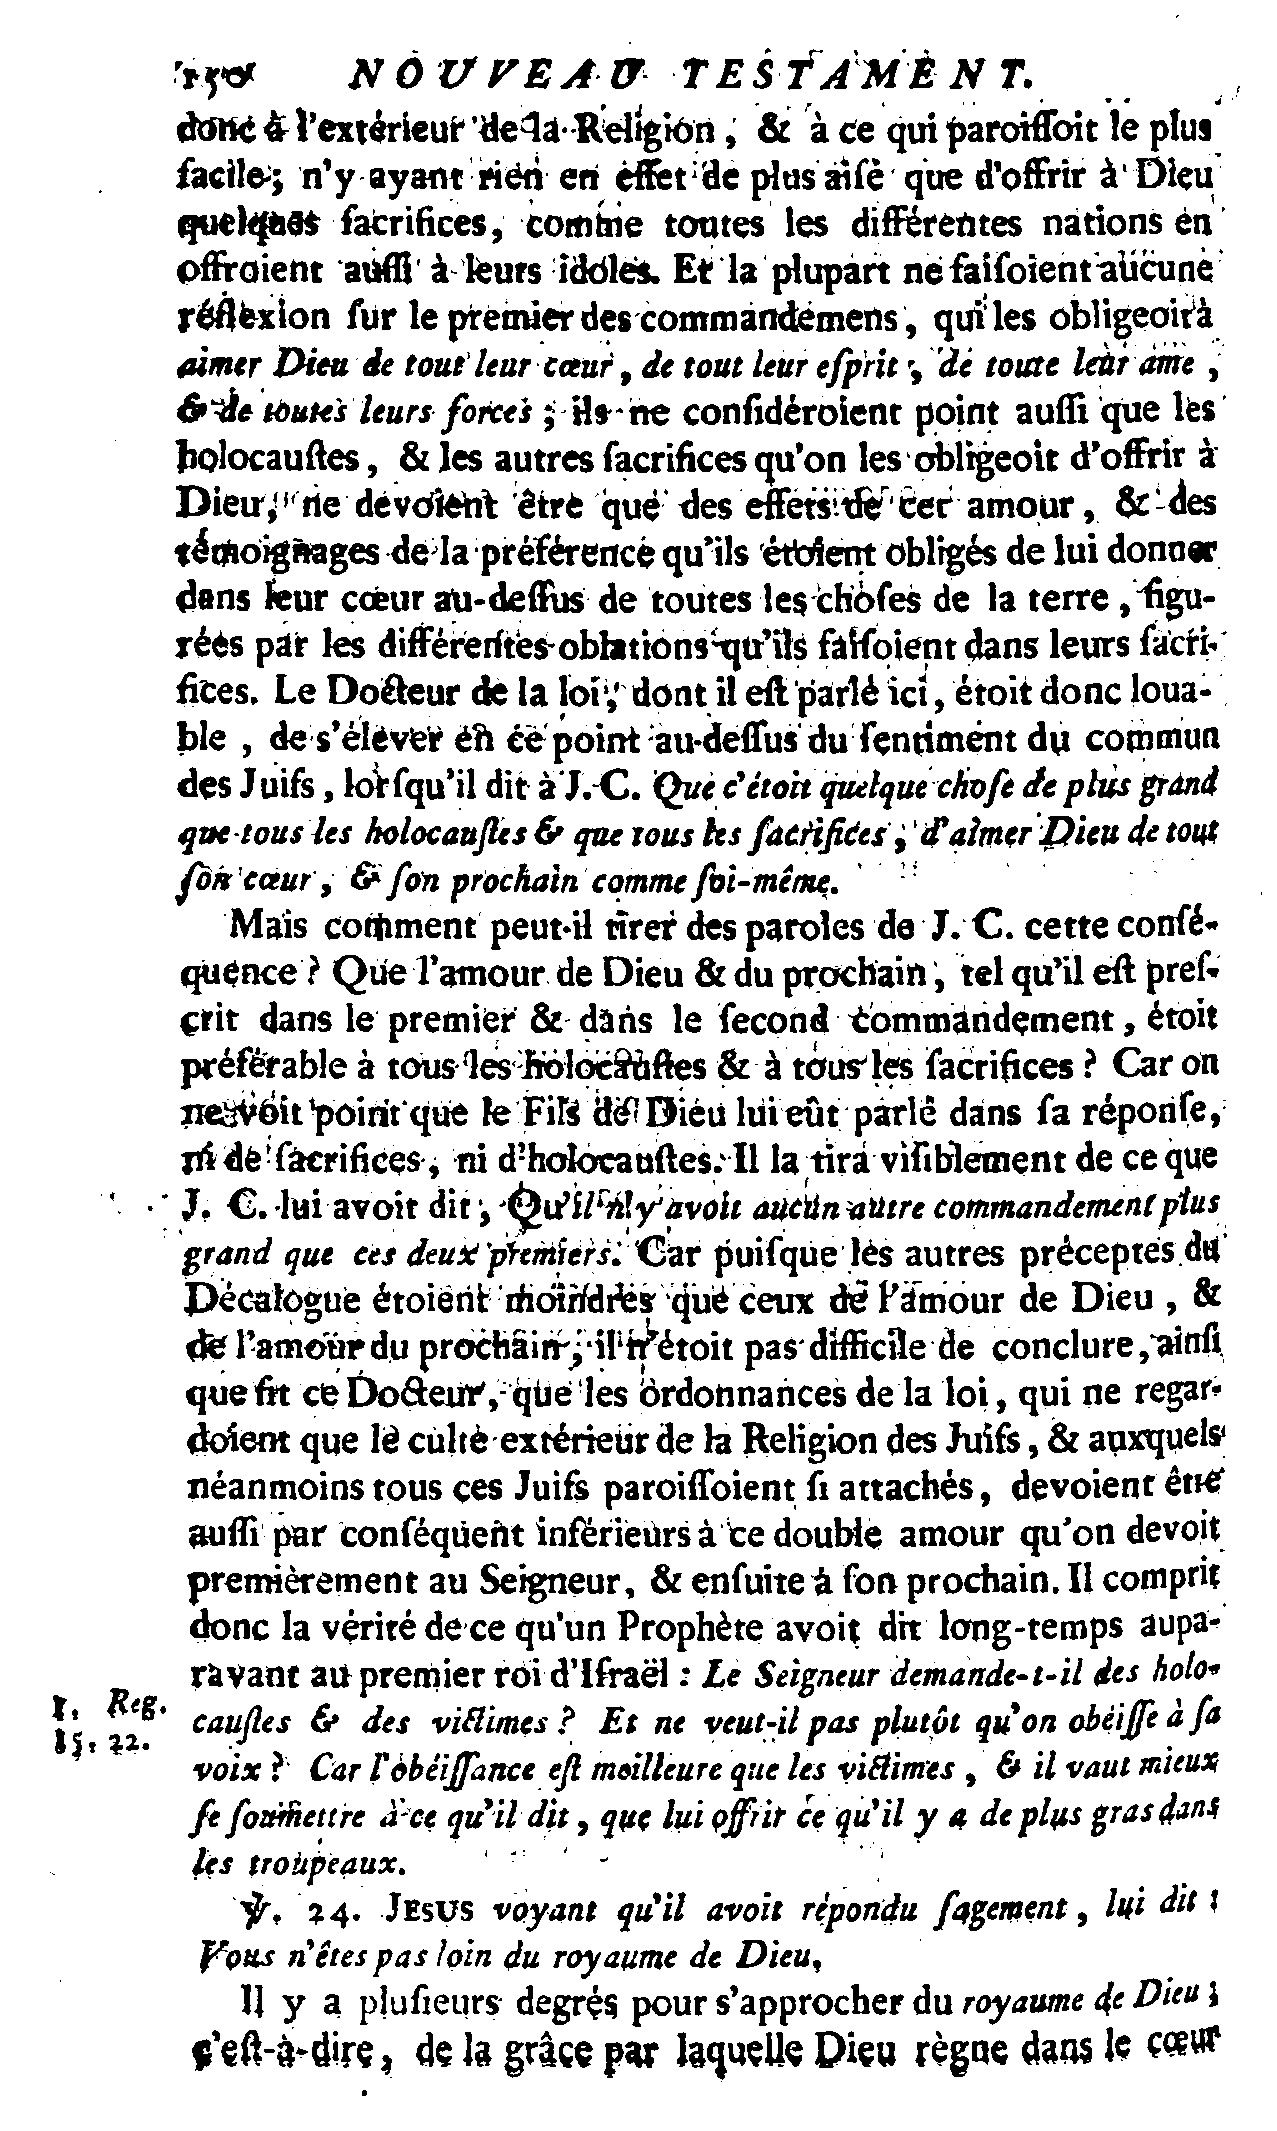 150 NOUVEAU TESTAMENT.
donc à l'extérieur de la Religion, & à ce qui paroiſſoit le plus
facile; n'y ayant rien en effet de plus aiſé que d'offrir à Dieu
quelques ſacrifices, comme toutes les différentes nations en
offroient auſſi à leurs idoles. Et la plupart ne faiſoient aucune
réflexion ſur le premier des commandemens, qui les obligeoit à
aimer Dieu de tout leur cœur, de tout leur eſprit, de toute leur ame,
& de toutes leurs forces; ils ne conſidéroient point auſſi que les
holocauſtes, & les autres ſacrifices qu'on les obligeoit d'offrir à
Dieu, ne devoient être que des effets de cet amour, & des
témoignages de la préférence qu'ils étoient obligés de lui donner
dans leur cœur au-deſſus de toutes les choſes de la terre, figu-
rées par les différentes oblations qu'ils faiſoient dans leurs ſacri-
fices. Le Docteur de la loi, dont il eſt parlé ici, étoit donc loua-
ble, de s'élever en ce point au-deſſus du ſentiment du commun
des Juifs, lorſqu'il dit à J. C. Que c'étoit quelque choſe de plus grand
que tous les holocauſtes & que tous les ſacrifices, d'aimer Dieu de tout
ſon cœur, & ſon prochain comme ſoi-même.
Mais comment peut-il tirer des paroles de J. C. cette conſé-
quence? Que l'amour de Dieu & du prochain, tel qu'il eſt preſ-
crit dans le premier & dans le ſecond commandement, étoit
préférable à tous les holocauſtes & à tous les ſacrifices? Car on
ne voit point que le Fils de Dieu lui eût parlé dans ſa réponſe,
ni de ſacrifices, ni d'holocauſtes. Il la tira viſiblement de ce que
J. C. lui avoit dit, Qu'il n'y avoit aucun autre commandement plus
grand que ces deux premiers. Car puiſque les autres préceptes du
Décalogue étoient moindres que ceux de l'amour de Dieu, &
de l'amour du prochain, il n'étoit pas difficile de conclure, ainſi
que fit ce Docteur, que les ordonnances de la loi, qui ne regar-
doient que le culte extérieur de la Religion des Juifs, & auxquels
néanmoins tous ces Juifs paroiſſoient ſi attachés, devoient être
auſſi par conſéquent inférieurs à ce double amour qu'on devoit
premièrement au Seigneur, & enſuite à ſon prochain. Il comprit
donc la vérité de ce qu'un Prophète avoit dit long-temps aupa-
ravant au premier roi d'Iſraël: Le Seigneur demande-t-il des holo-
I. Reg. 15. 22.
cauſtes & des victimes? Et ne veut-il pas plutôt qu'on obéiſſe à ſa
voix? Car l'obéiſſance eſt meilleure que les victimes, & il vaut mieux
ſe ſoumettre à ce qu'il dit, que lui offrir ce qu'il y a de plus gras dans
les troupeaux.
℣. 24. JESUS voyant qu'il avoit répondu ſagement, lui dit:
Vous n'êtes pas loin du royaume de Dieu.
Il y a pluſieurs degrés pour s'approcher du royaume de Dieu;
c'eſt-à-dire, de la grâce par laquelle Dieu règne dans le cœur